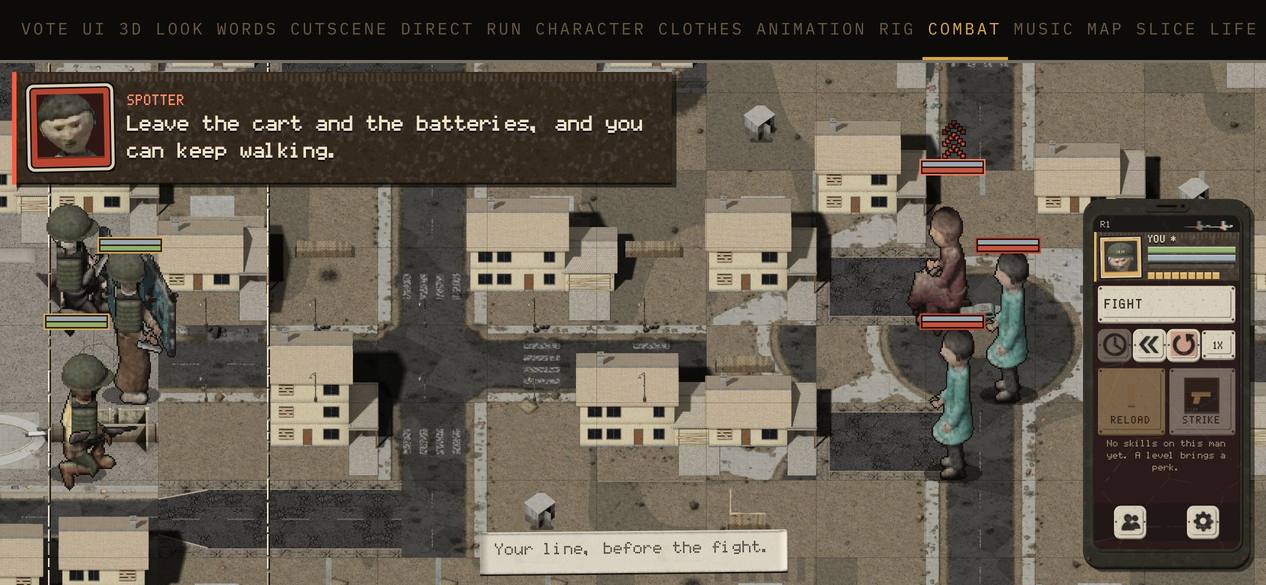 VOTE UI 3D LOOK WORDS CUTSCENE DIRECT RUN CHARACTER CLOTHES ANIMATION RIG COMBAT MUSIC MAP SLICE LIFE
SPOTTER
Leave the cart and the batteries, and you
can keep walking.
R1
YOU *
FIGHT
1X
RELOAD STRIKE
No skills on this man
yet. A level brings a
perk.
Your line, before the fight.